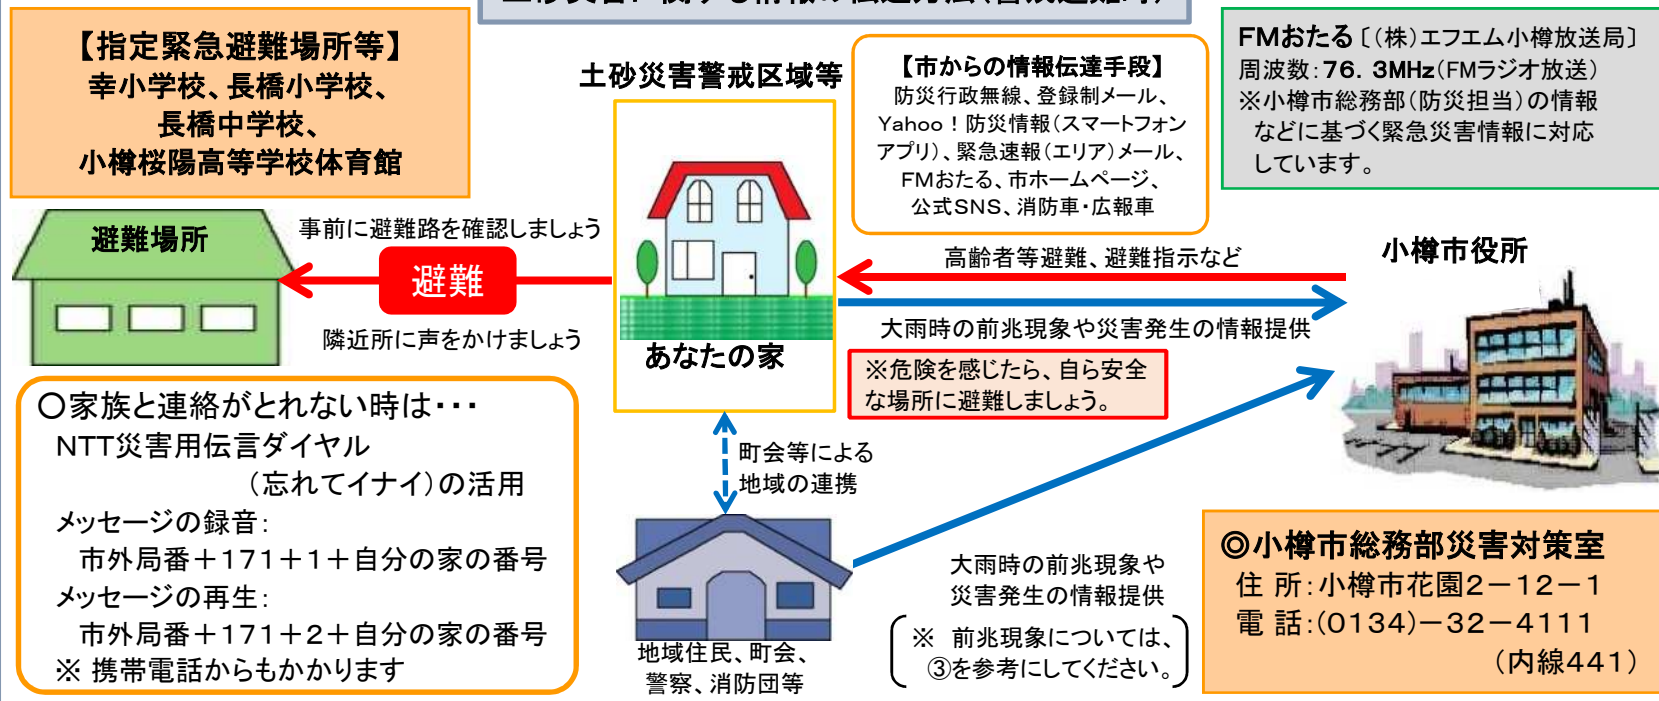 【指定緊急避難場所等】
幸小学校、長橋小学校、
長橋中学校、
小樽桜陽高等学校体育館
土砂災害警戒区域等
【市からの情報伝達手段】
防災行政無線、登録制メール、
Yahoo！防災情報（スマートフォン
アプリ）、緊急速報（エリア）メール、
FMおたる、市ホームページ、
公式SNS、消防車・広報車
FMおたる〔（株）エフエム小樽放送局〕
周波数：76．3MHz（FMラジオ放送）
※小樽市総務部（防災担当）の情報
などに基づく緊急災害情報に対応
しています。
避難場所
事前に避難路を確認しましょう
避難
隣近所に声をかけましょう
あなたの家
高齢者等避難、避難指示など
大雨時の前兆現象や災害発生の情報提供
※危険を感じたら、自ら安全
な場所に避難しましょう。
小樽市役所
〇家族と連絡がとれない時は・・・
NTT災害用伝言ダイヤル
（忘れてイナイ）の活用
メッセージの録音：
市外局番＋171＋1＋自分の家の番号
メッセージの再生：
市外局番＋171＋2＋自分の家の番号
※ 携帯電話からもかかります
町会等による
地域の連携
地域住民、町会、
警察、消防団等
大雨時の前兆現象や
災害発生の情報提供
※ 前兆現象については、
③を参考にしてください。
◎小樽市総務部災害対策室
住 所：小樽市花園2－12－1
電 話：（0134）－32－4111
（内線441）